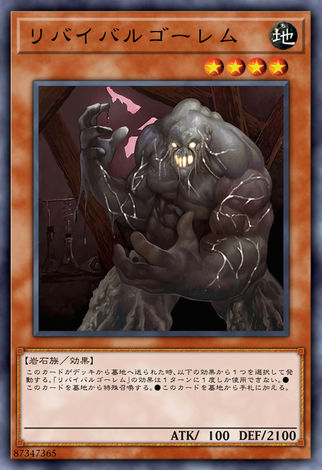 リバイバルゴーレム
地
【岩石族／効果】
このカードがデッキから墓地へ送られた時、以下の効果から１つを選択して発
動する。「リバイバルゴーレム」の効果は１ターンに１度しか使用できない。●
このカードを墓地から特殊召喚する。●このカードを墓地から手札に加える。
ATK/ 100 DEF/2100
87347365